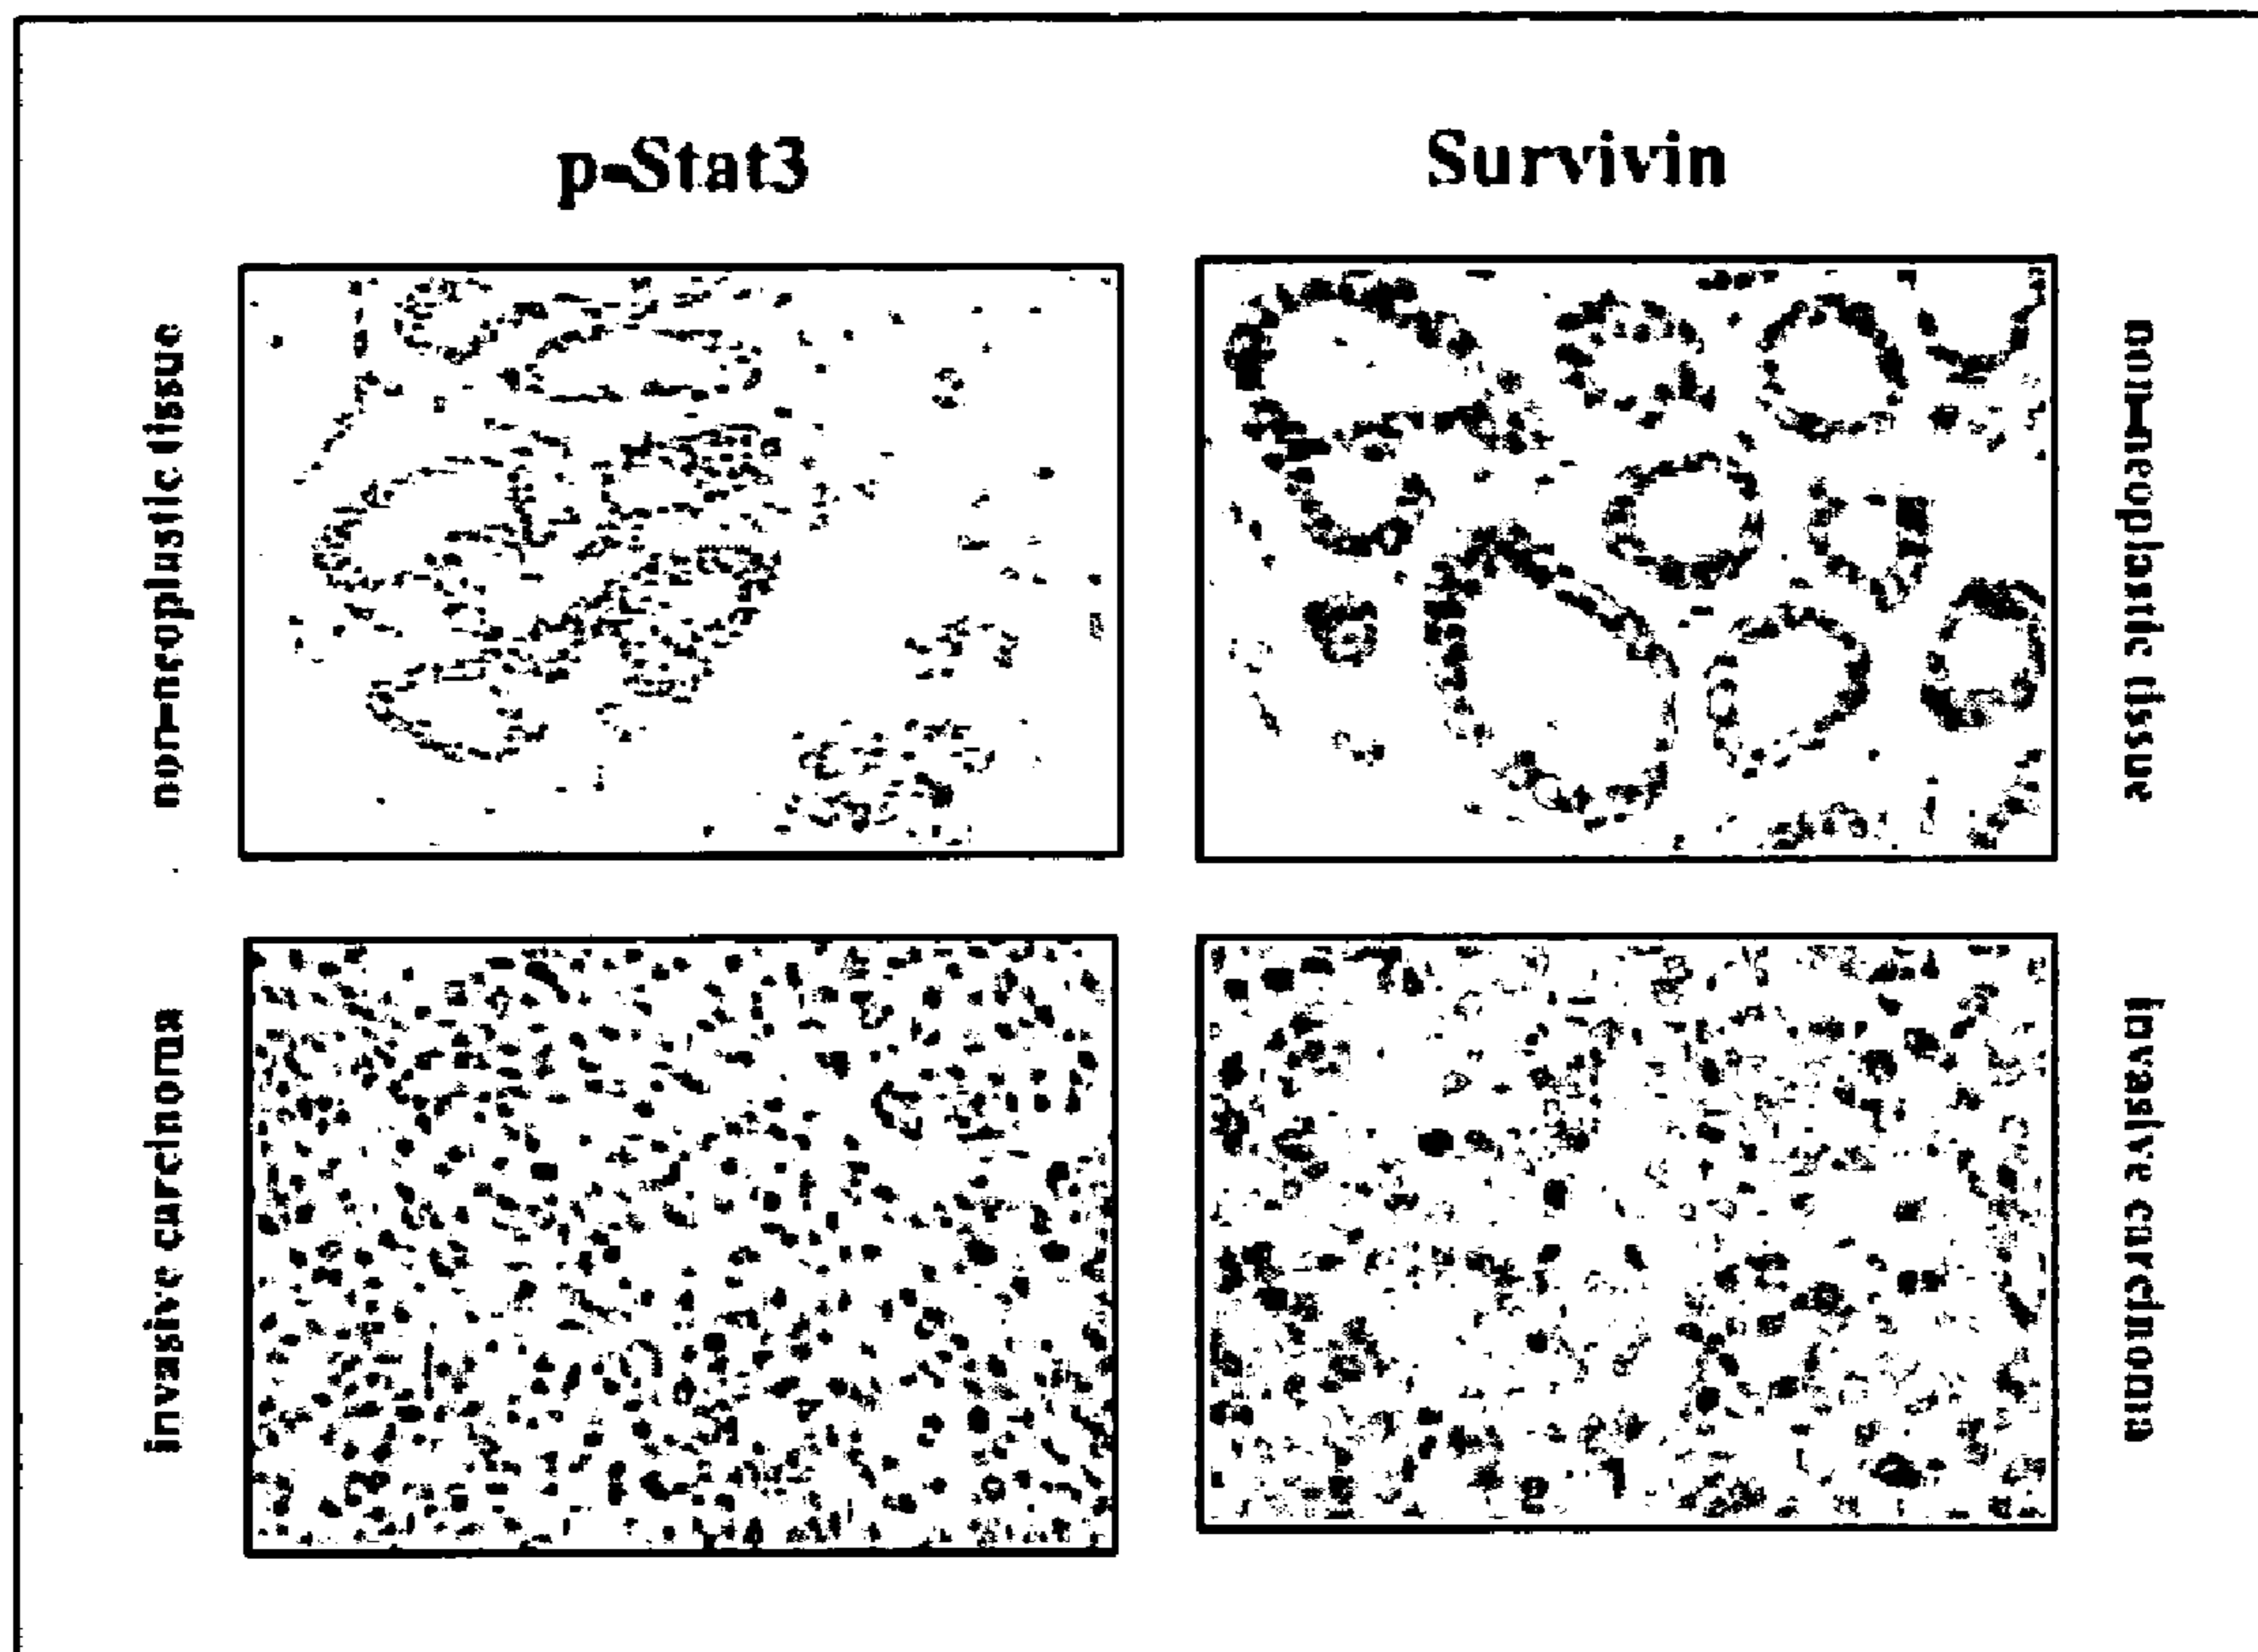 p-Stat3
Survivin
non-neoplastic tissue
non-neoplastic tissue
invasive carcinoma
invasive carcinoma